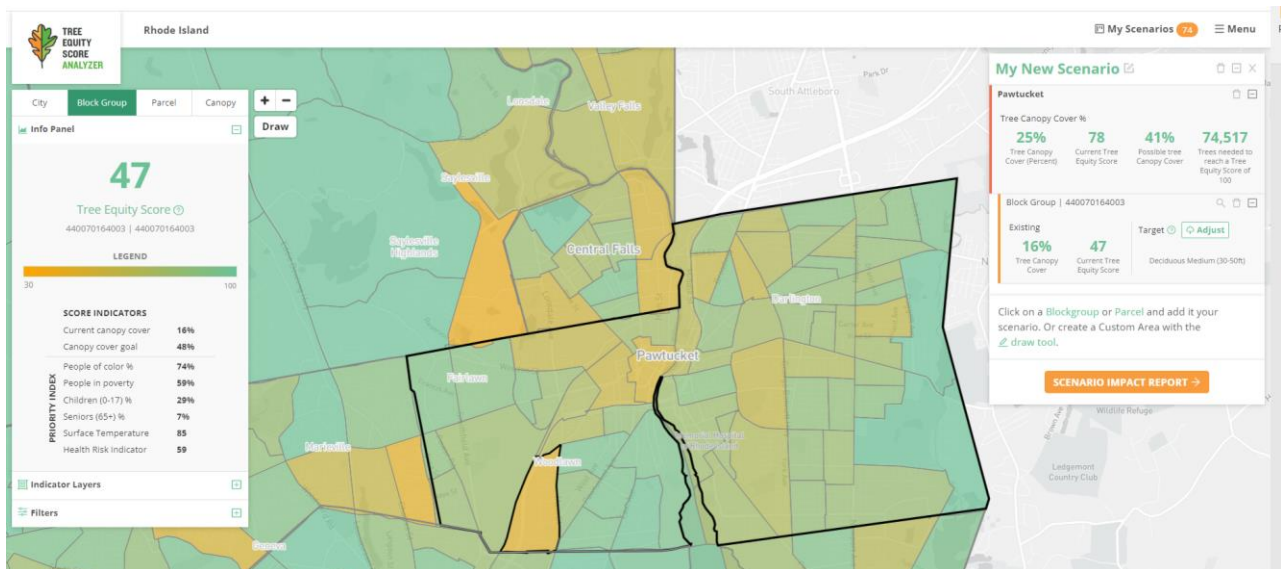 TREE
EQUITY
SCORE
ANALYZER
Rhode Island
My Scenarios 74
Menu
City Block Group Parcel Canopy
Info Panel
47
Tree Equity Score
440070164003 | 440070164003
LEGEND
30 100
SCORE INDICATORS
Current canopy cover 16%
Canopy cover goal 48%
PRIORITY INDEX
People of color % 74%
People in poverty 59%
Children (0-17) % 29%
Seniors (65+) % 7%
Surface Temperature 85
Health Risk Indicator 59
Indicator Layers
Filters
+ −
Draw
Park Dr
South Attleboro
Lonsdale
Valley Falls
Saylesville
Saylesville
Highlands
Central Falls
Darlington
Pawtucket
Fairlawn
Marieville
Woodlawn
Geneva
Wildlife Refuge
Ledgemont
Country Club
My New Scenario
Pawtucket
Tree Canopy Cover %
25% 78 41% 74,517
Tree Canopy Current Tree Possible tree Trees needed to
Cover (Percent) Equity Score Canopy Cover reach a Tree
Equity Score of
100
Block Group | 440070164003
Existing
Target Adjust
16% 47
Tree Canopy Current Tree
Cover Equity Score
Deciduous Medium (30-50ft)
Click on a Blockgroup or Parcel and add it your
scenario. Or create a Custom Area with the
draw tool.
SCENARIO IMPACT REPORT →